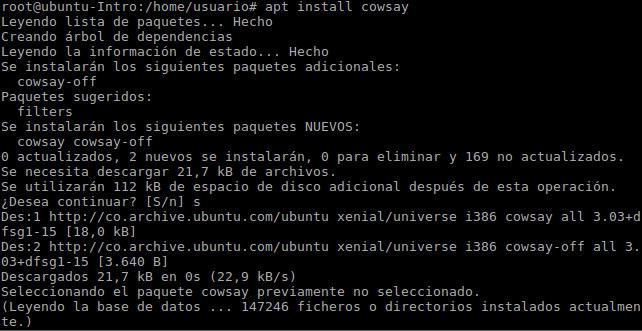 root@ubuntu-Intro:/home/usuario# apt install cowsay
Leyendo lista de paquetes... Hecho
Creando árbol de dependencias
Leyendo la información de estado... Hecho
Se instalarán los siguientes paquetes adicionales:
  cowsay-off
Paquetes sugeridos:
  filters
Se instalarán los siguientes paquetes NUEVOS:
  cowsay cowsay-off
0 actualizados, 2 nuevos se instalarán, 0 para eliminar y 169 no actualizados.
Se necesita descargar 21,7 kB de archivos.
Se utilizarán 112 kB de espacio de disco adicional después de esta operación.
¿Desea continuar? [S/n] s
Des:1 http://co.archive.ubuntu.com/ubuntu xenial/universe i386 cowsay all 3.03+d
fsg1-15 [18,0 kB]
Des:2 http://co.archive.ubuntu.com/ubuntu xenial/universe i386 cowsay-off all 3.
03+dfsg1-15 [3.640 B]
Descargados 21,7 kB en 0s (22,9 kB/s)
Seleccionando el paquete cowsay previamente no seleccionado.
(Leyendo la base de datos ... 147246 ficheros o directorios instalados actualmen
te.)